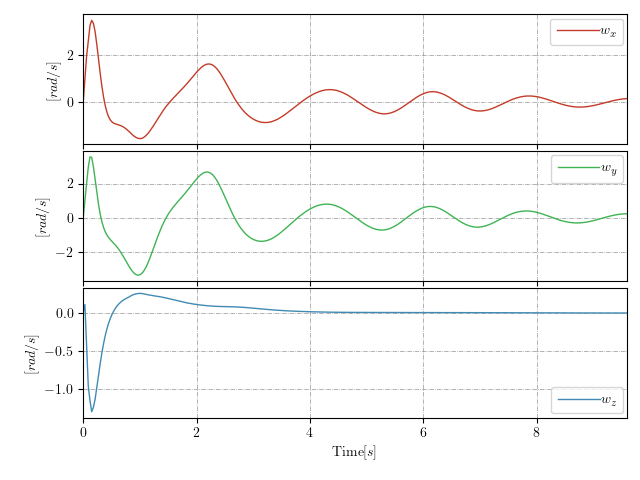 2
0
[rad/s]
w_x
2
0
−2
[rad/s]
w_y
0.0
−0.5
−1.0
[rad/s]
w_z
0 2 4 6 8
Time[s]